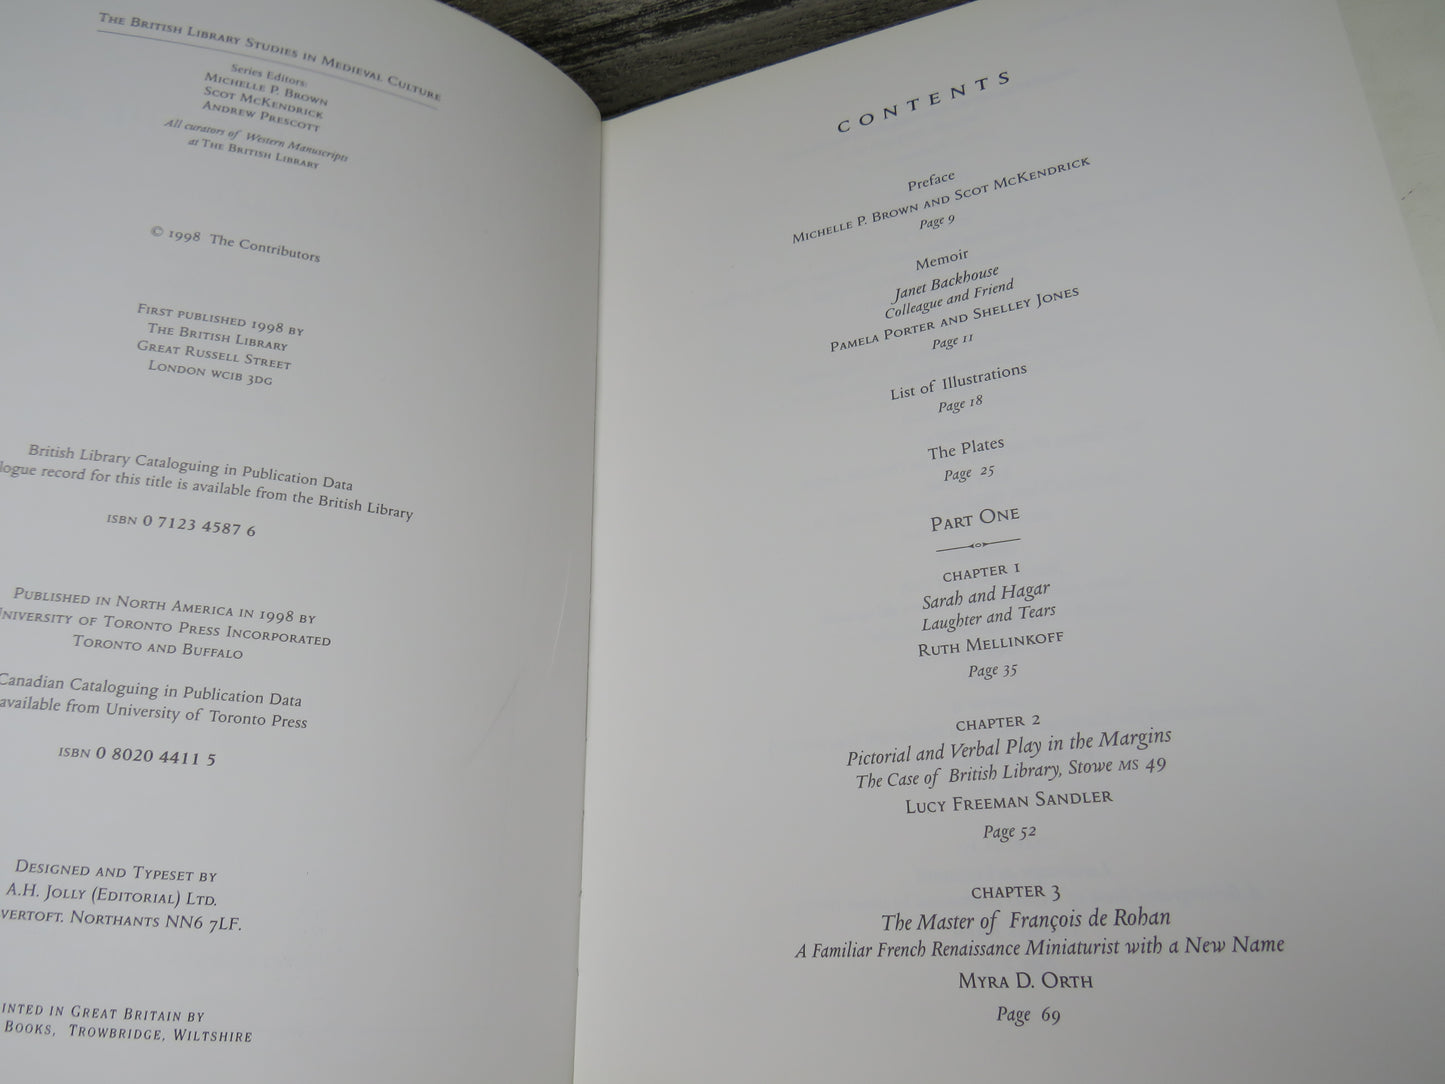 THE BRITISH LIBRARY STUDIES IN MEDIEVAL CULTURE
Series Editors:
MICHELLE P. BROWN
SCOT MCKENDRICK
ANDREW PRESCOTT
All curators of Western Manuscripts
at THE BRITISH LIBRARY
© 1998 The Contributors
FIRST PUBLISHED 1998 BY
THE BRITISH LIBRARY
GREAT RUSSELL STREET
LONDON WC1B 3DG
British Library Cataloguing in Publication Data
logue record for this title is available from the British Library
ISBN 0 7123 4587 6
PUBLISHED IN NORTH AMERICA IN 1998 BY
UNIVERSITY OF TORONTO PRESS INCORPORATED
TORONTO AND BUFFALO
Canadian Cataloguing in Publication Data
available from University of Toronto Press
ISBN 0 8020 4411 5
DESIGNED AND TYPESET BY
A.H. JOLLY (EDITORIAL) LTD.
VERTOFT. NORTHANTS NN6 7LF.
INTED IN GREAT BRITAIN BY
BOOKS, TROWBRIDGE, WILTSHIRE
CONTENTS
Preface
MICHELLE P. BROWN AND SCOT MCKENDRICK
Page 9
Memoir
Janet Backhouse
Colleague and Friend
PAMELA PORTER AND SHELLEY JONES
Page 11
List of Illustrations
Page 18
The Plates
Page 25
PART ONE
CHAPTER 1
Sarah and Hagar
Laughter and Tears
RUTH MELLINKOFF
Page 35
CHAPTER 2
Pictorial and Verbal Play in the Margins
The Case of British Library, Stowe MS 49
LUCY FREEMAN SANDLER
Page 52
CHAPTER 3
The Master of François de Rohan
A Familiar French Renaissance Miniaturist with a New Name
MYRA D. ORTH
Page 69